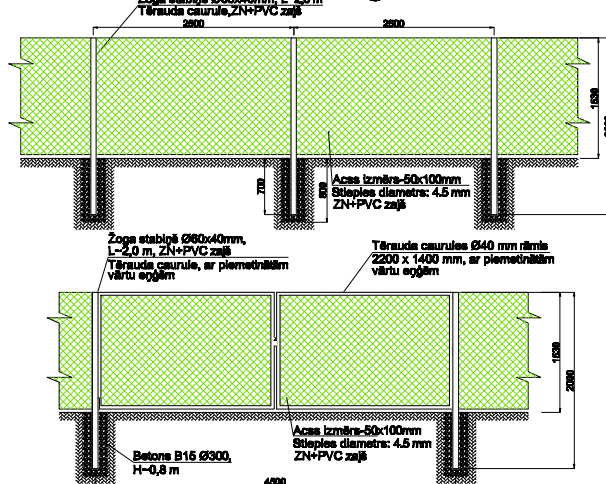 Tērauda caurule,ZN+PVC zaļš
2500
2500
1530
700
800
Acss Izmērs-50x100mm
Stieples diametrs: 4.5 mm
ZN+PVC zaļš
Žoga stabiņš Ø60x40mm,
L~2,0 m, ZN+PVC zaļš
Tērauda caurule, ar piemetinātām
vārtu eņģēm
Tērauda caurules Ø40 mm rāmis
2200 x 1400 mm, ar piemetinātām
vārtu eņģēm
1530
2000
Acss Izmērs-50x100mm
Stieples diametrs: 4.5 mm
ZN+PVC zaļš
Betons B15 Ø300,
H~0,8 m
4500